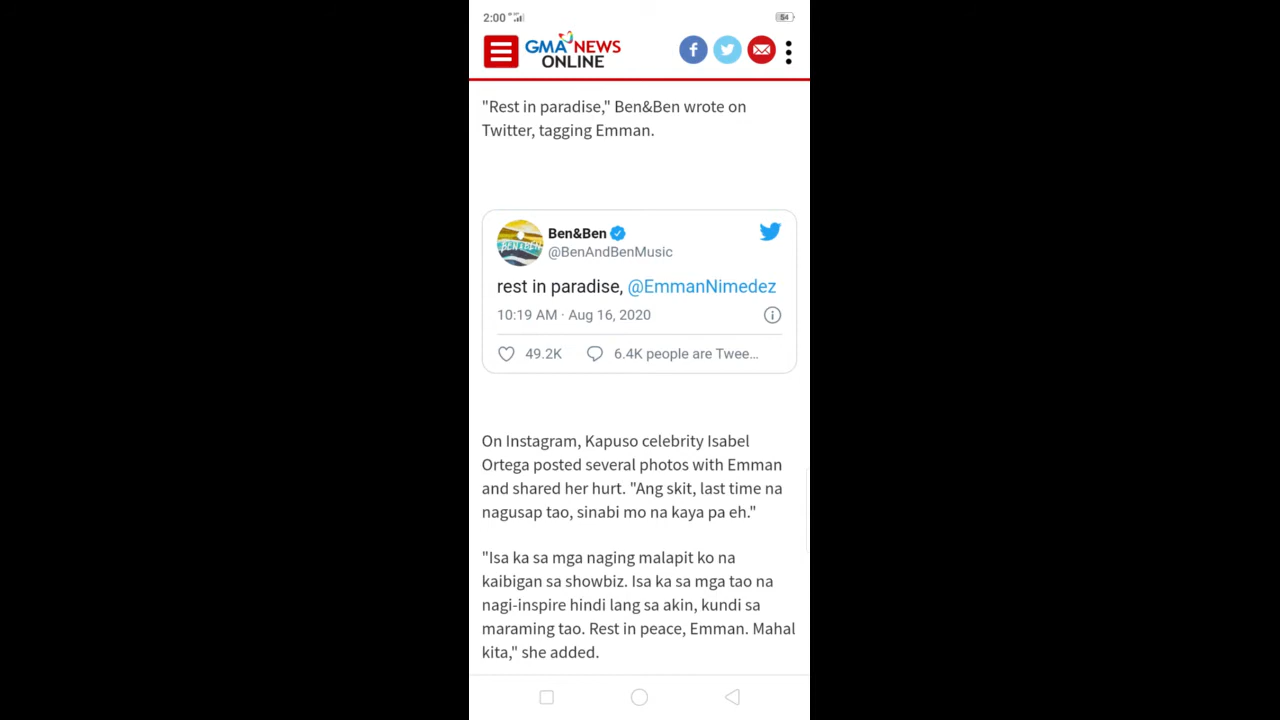 2:00
54
GMA NEWS
ONLINE
"Rest in paradise," Ben&Ben wrote on
Twitter, tagging Emman.
BEN&BEN
Ben&Ben
@BenAndBenMusic
rest in paradise, @EmmanNimedez
10:19 AM · Aug 16, 2020
49.2K
6.4K people are Twee...
On Instagram, Kapuso celebrity Isabel
Ortega posted several photos with Emman
and shared her hurt. "Ang skit, last time na
nagusap tao, sinabi mo na kaya pa eh."
"Isa ka sa mga naging malapit ko na
kaibigan sa showbiz. Isa ka sa mga tao na
nagi-inspire hindi lang sa akin, kundi sa
maraming tao. Rest in peace, Emman. Mahal
kita," she added.